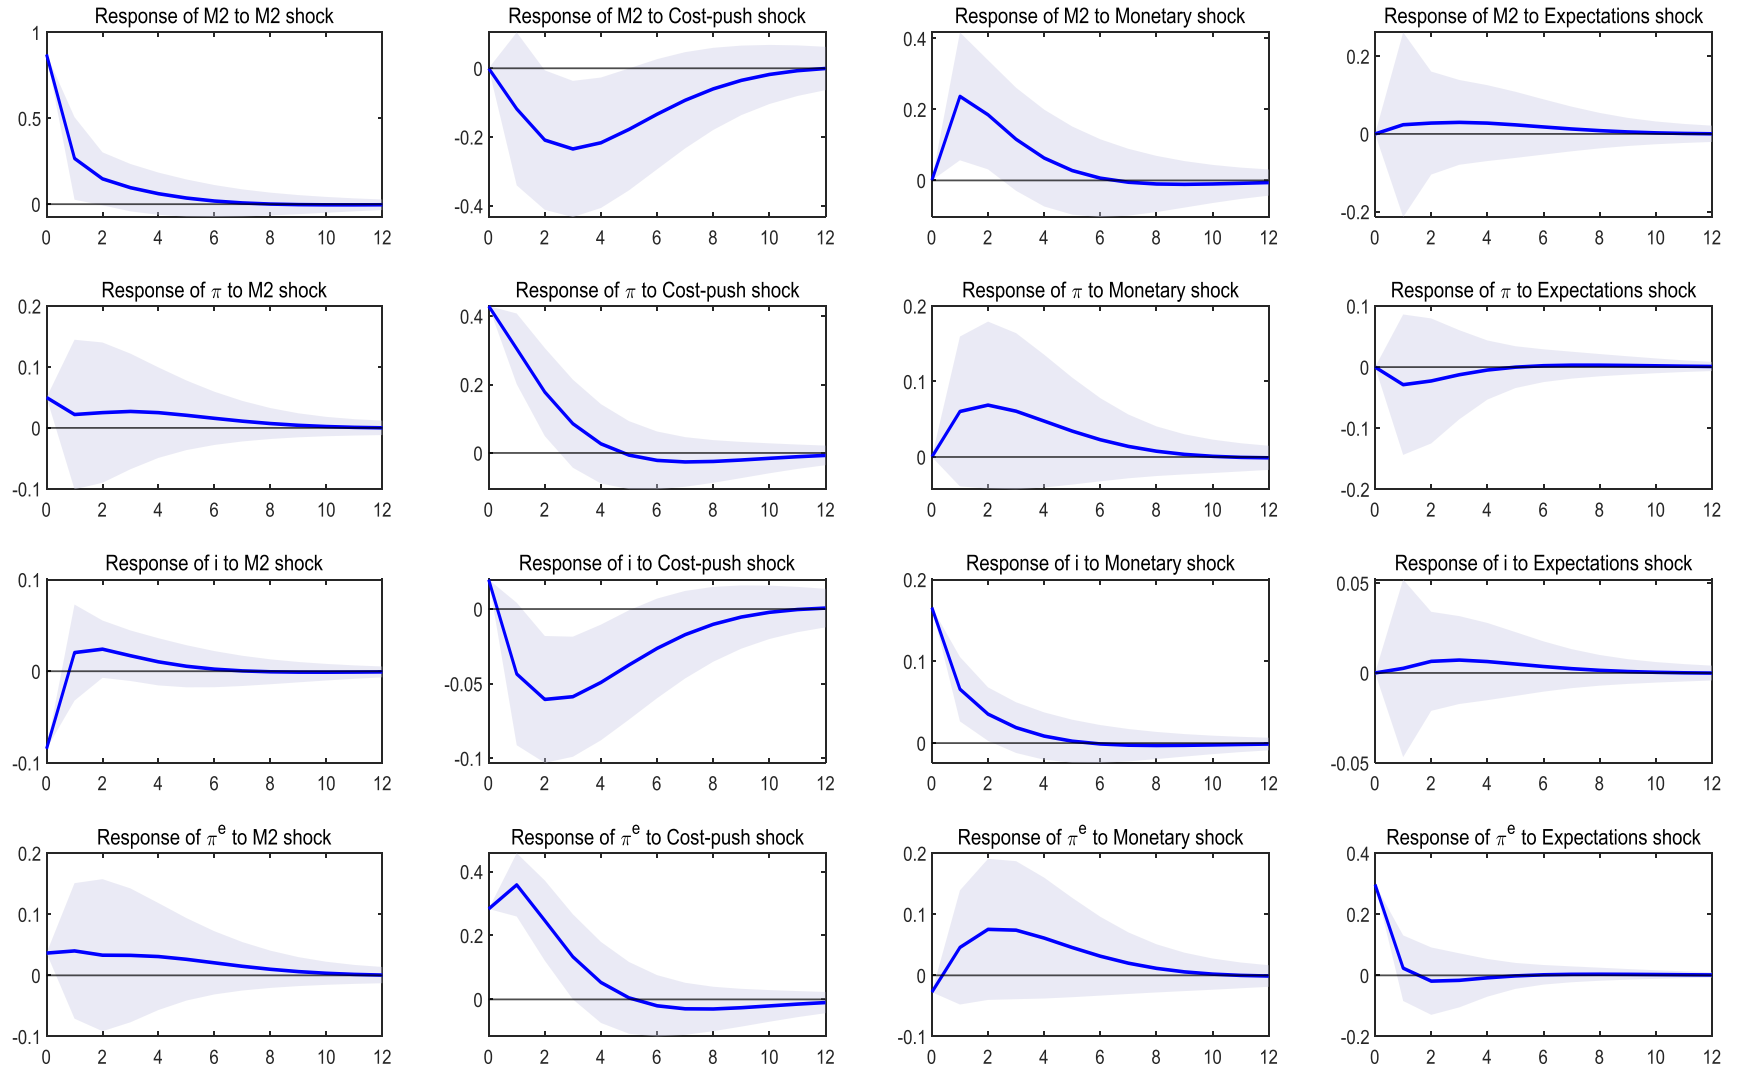 Response of M2 to M2 shock
1
0.5
0
0 2 4 6 8 10 12
Response of M2 to Cost-push shock
0
-0.2
-0.4
0 2 4 6 8 10 12
Response of M2 to Monetary shock
0.4
0.2
0
0 2 4 6 8 10 12
Response of M2 to Expectations shock
0.2
0
-0.2
0 2 4 6 8 10 12
Response of π to M2 shock
0.2
0.1
0
-0.1
0 2 4 6 8 10 12
Response of π to Cost-push shock
0.4
0.2
0
0 2 4 6 8 10 12
Response of π to Monetary shock
0.2
0.1
0
0 2 4 6 8 10 12
Response of π to Expectations shock
0.1
0
-0.1
-0.2
0 2 4 6 8 10 12
Response of i to M2 shock
0.1
0
-0.1
0 2 4 6 8 10 12
Response of i to Cost-push shock
0
-0.05
-0.1
0 2 4 6 8 10 12
Response of i to Monetary shock
0.2
0.1
0
0 2 4 6 8 10 12
Response of i to Expectations shock
0.05
0
-0.05
0 2 4 6 8 10 12
Response of πᵉ to M2 shock
0.2
0.1
0
-0.1
0 2 4 6 8 10 12
Response of πᵉ to Cost-push shock
0.4
0.2
0
0 2 4 6 8 10 12
Response of πᵉ to Monetary shock
0.2
0.1
0
-0.1
0 2 4 6 8 10 12
Response of πᵉ to Expectations shock
0.4
0.2
0
-0.2
0 2 4 6 8 10 12